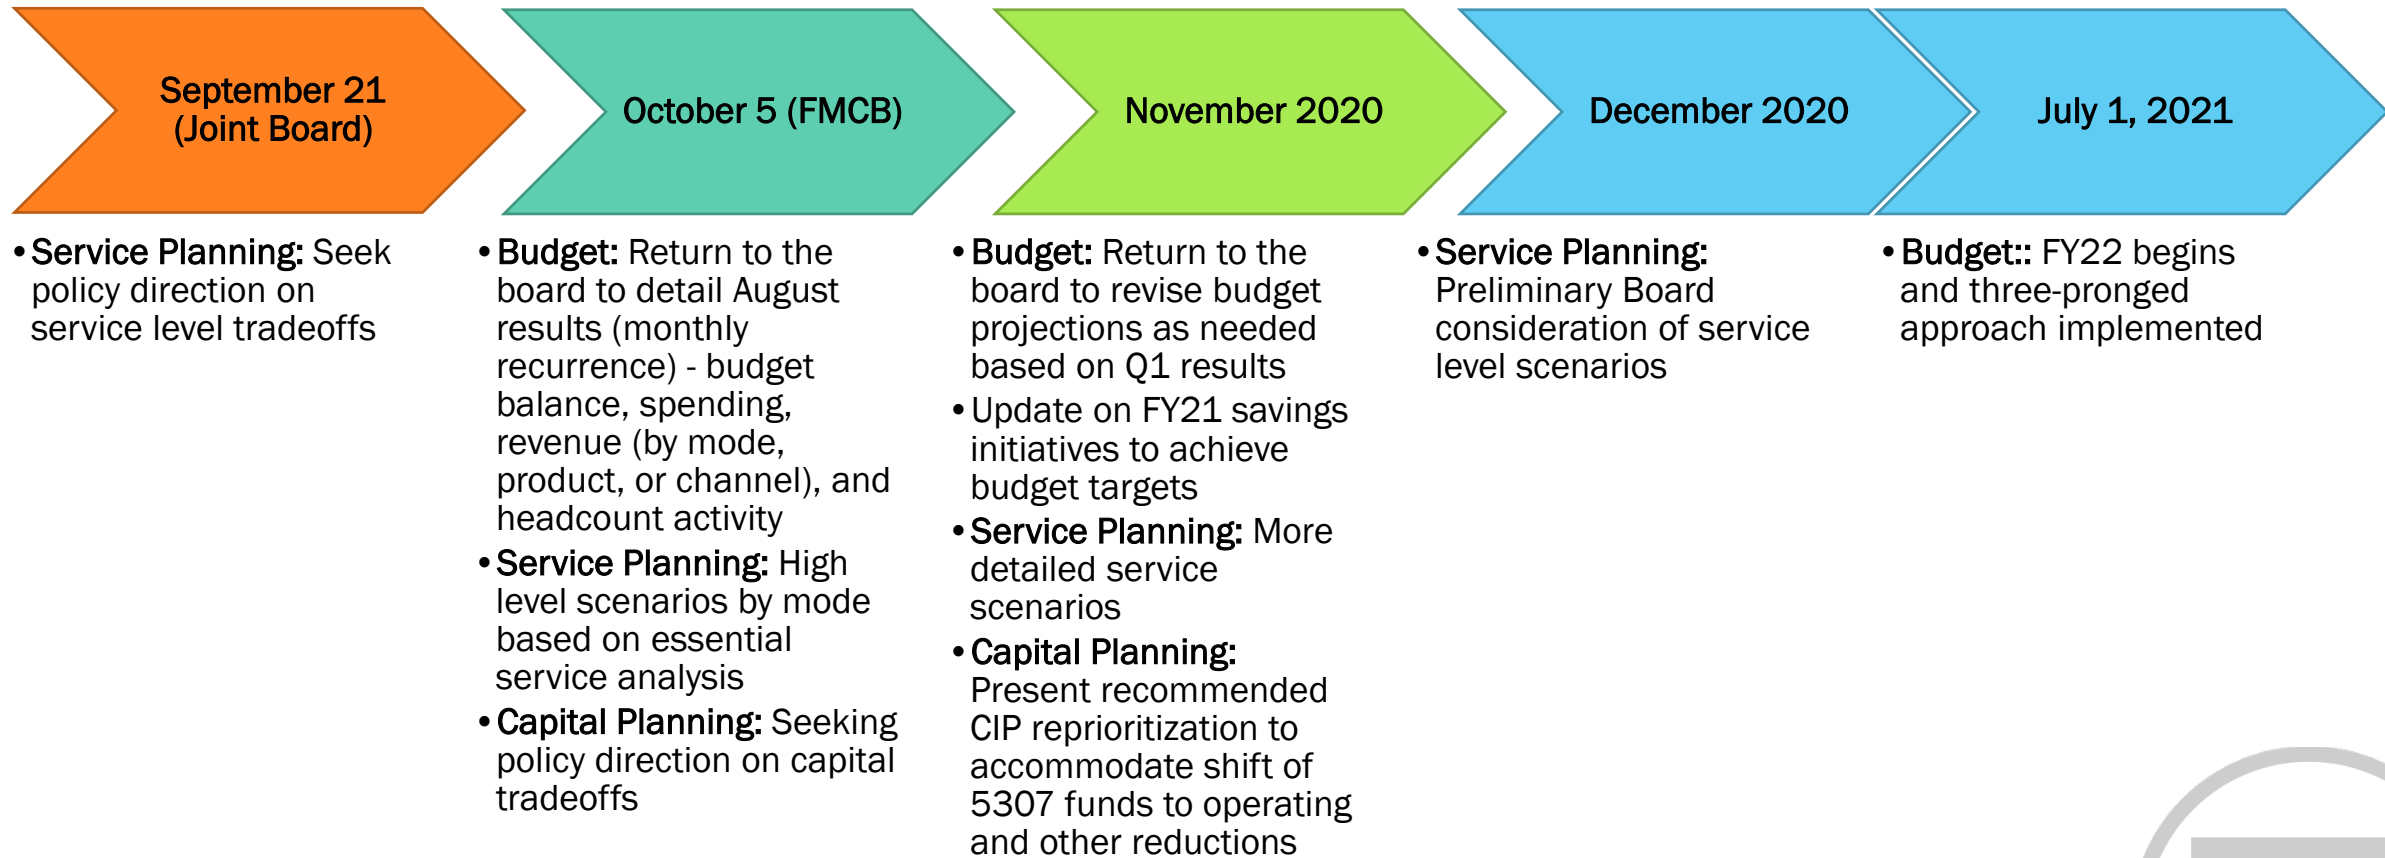 September 21
(Joint Board)
October 5 (FMCB)
November 2020
December 2020
July 1, 2021
•Service Planning: Seek
policy direction on
service level tradeoffs
•Budget: Return to the
board to detail August
results (monthly
recurrence) - budget
balance, spending,
revenue (by mode,
product, or channel), and
headcount activity
•Service Planning: High
level scenarios by mode
based on essential
service analysis
•Capital Planning: Seeking
policy direction on capital
tradeoffs
•Budget: Return to the
board to revise budget
projections as needed
based on Q1 results
•Update on FY21 savings
initiatives to achieve
budget targets
•Service Planning: More
detailed service
scenarios
•Capital Planning:
Present recommended
CIP reprioritization to
accommodate shift of
5307 funds to operating
and other reductions
•Service Planning:
Preliminary Board
consideration of service
level scenarios
•Budget:: FY22 begins
and three-pronged
approach implemented